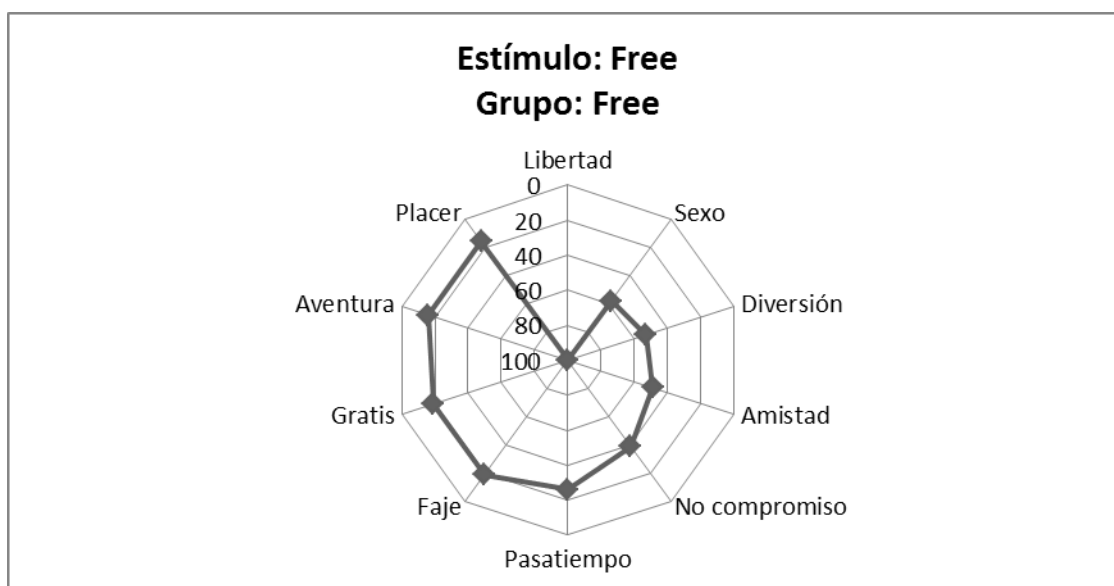 Estímulo: Free
Grupo: Free
Libertad
0
Placer
20
Sexo
40
Aventura
60
Diversión
80
100
Gratis
Amistad
Faje
No compromiso
Pasatiempo